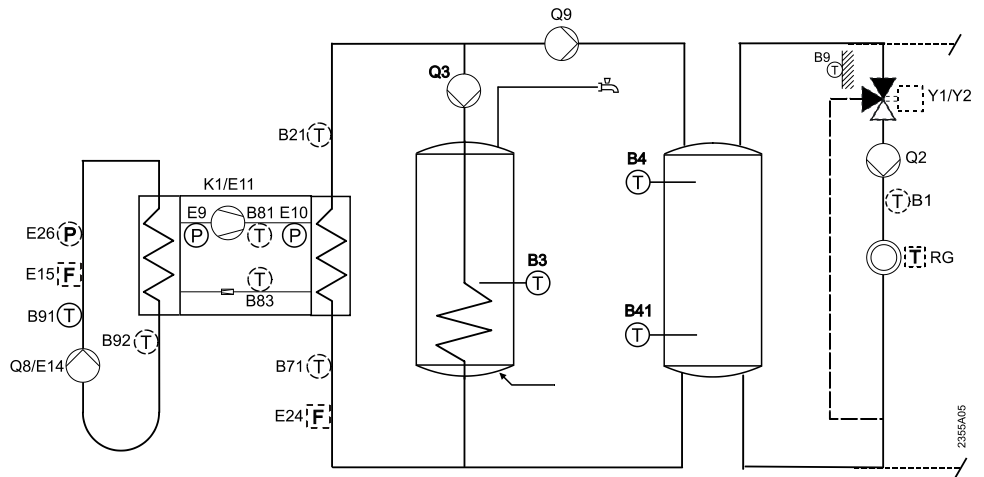 Q9
B9
T
Y1/Y2
Q3
B21
T
B4
T
Q2
T
B1
K1/E11
E9
B81
E10
P
T
P
E26
P
E15
F
T
B83
B3
T
T
RG
B91
T
B92
T
B41
T
Q8/E14
B71
T
E24
F
2355A05